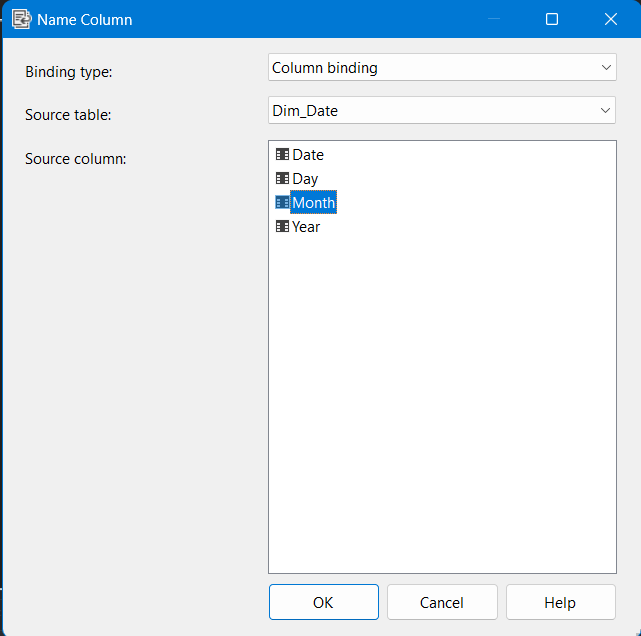 Name Column
Binding type: Column binding
Source table: Dim_Date
Source column:
Date
Day
Month
Year
OK Cancel Help